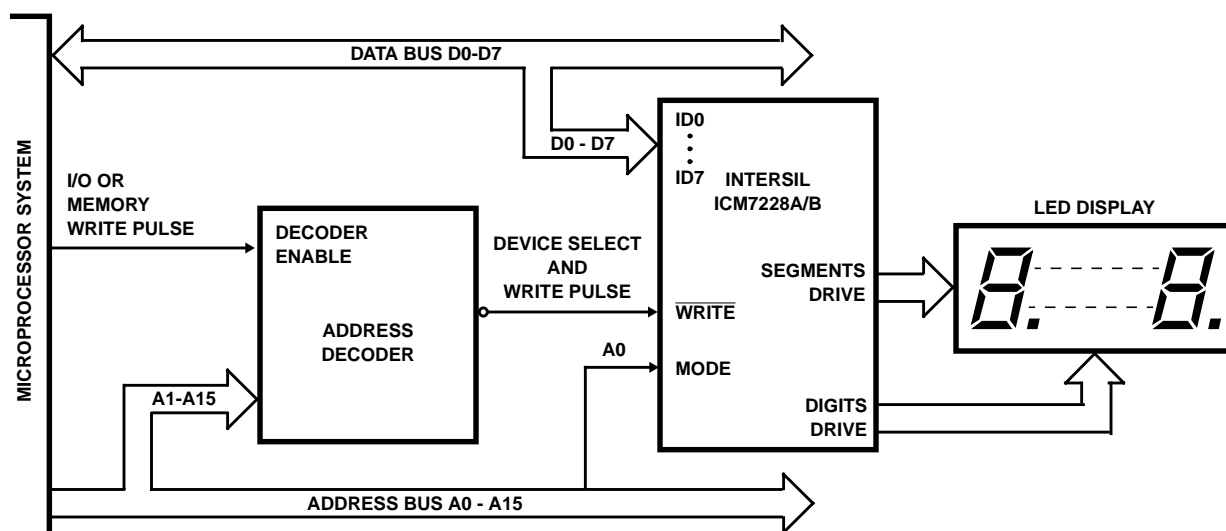 DATA BUS D0-D7
D0 - D7
ID0
ID7
INTERSIL
ICM7228A/B
MICROPROCESSOR SYSTEM
I/O OR
MEMORY
WRITE PULSE
DECODER
ENABLE
DEVICE SELECT
AND
WRITE PULSE
LED DISPLAY
8. 8.
SEGMENTS
DRIVE
WRITE
ADDRESS
DECODER
A0
MODE
A1-A15
DIGITS
DRIVE
ADDRESS BUS A0 - A15